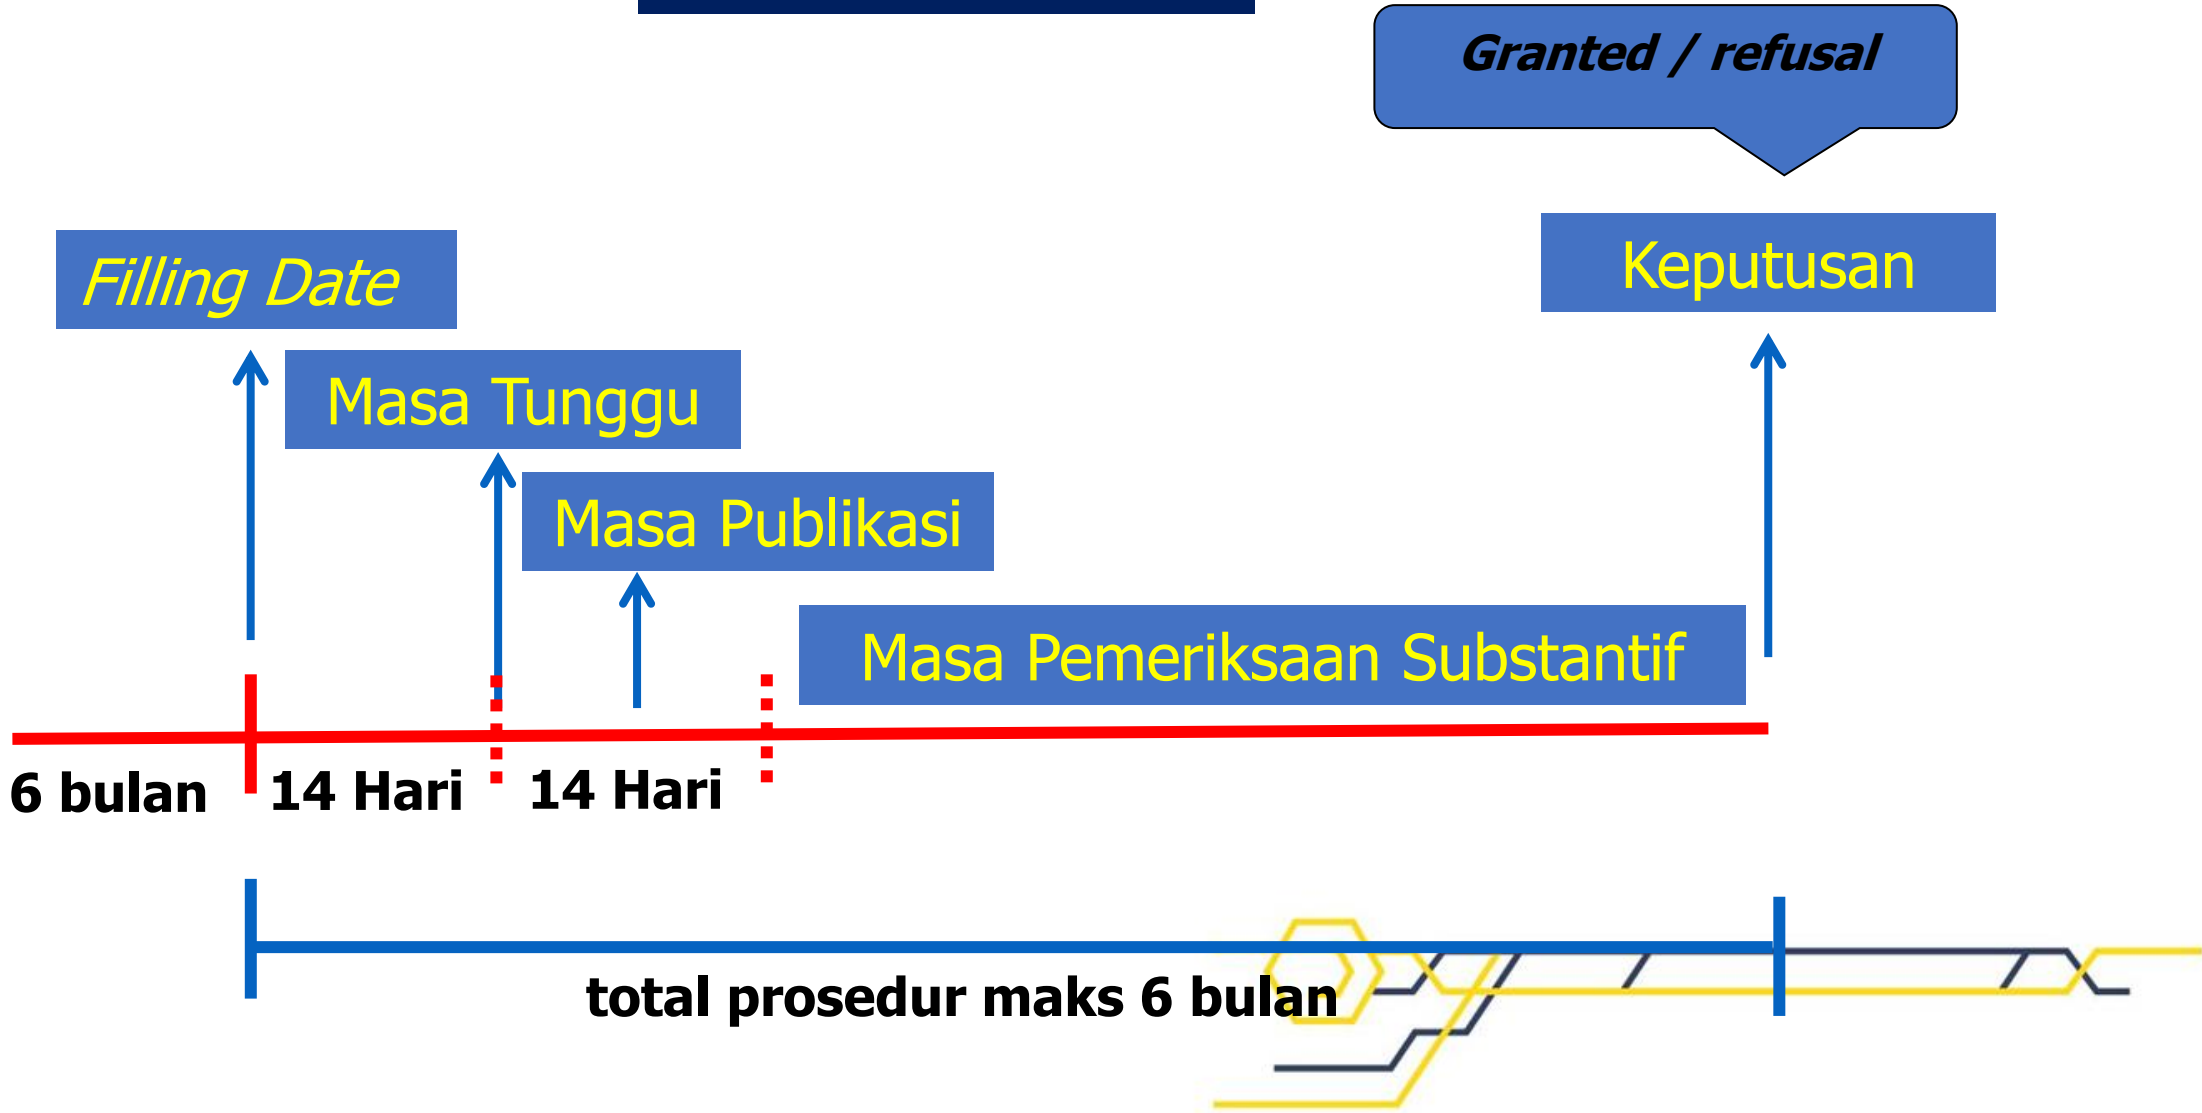 Granted / refusal
Keputusan
Filling Date
Masa Tunggu
Masa Publikasi
Masa Pemeriksaan Substantif
6 bulan
14 Hari
14 Hari
total prosedur maks 6 bulan